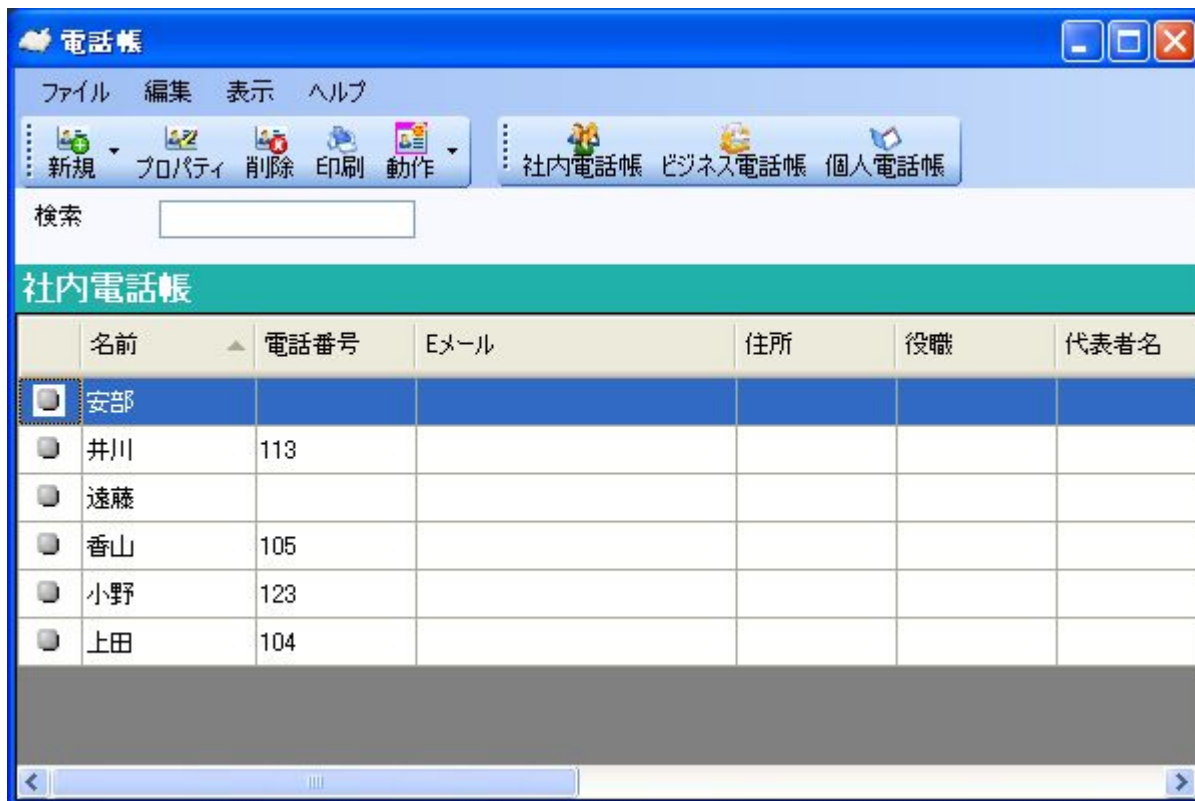 電話帳
ファイル 編集 表示 ヘルプ
新規 プロパティ 削除 印刷 動作 社内電話帳 ビジネス電話帳 個人電話帳
検索
社内電話帳
名前 電話番号 Eメール 住所 役職 代表者名
安部
井川 113
遠藤
香山 105
小野 123
上田 104